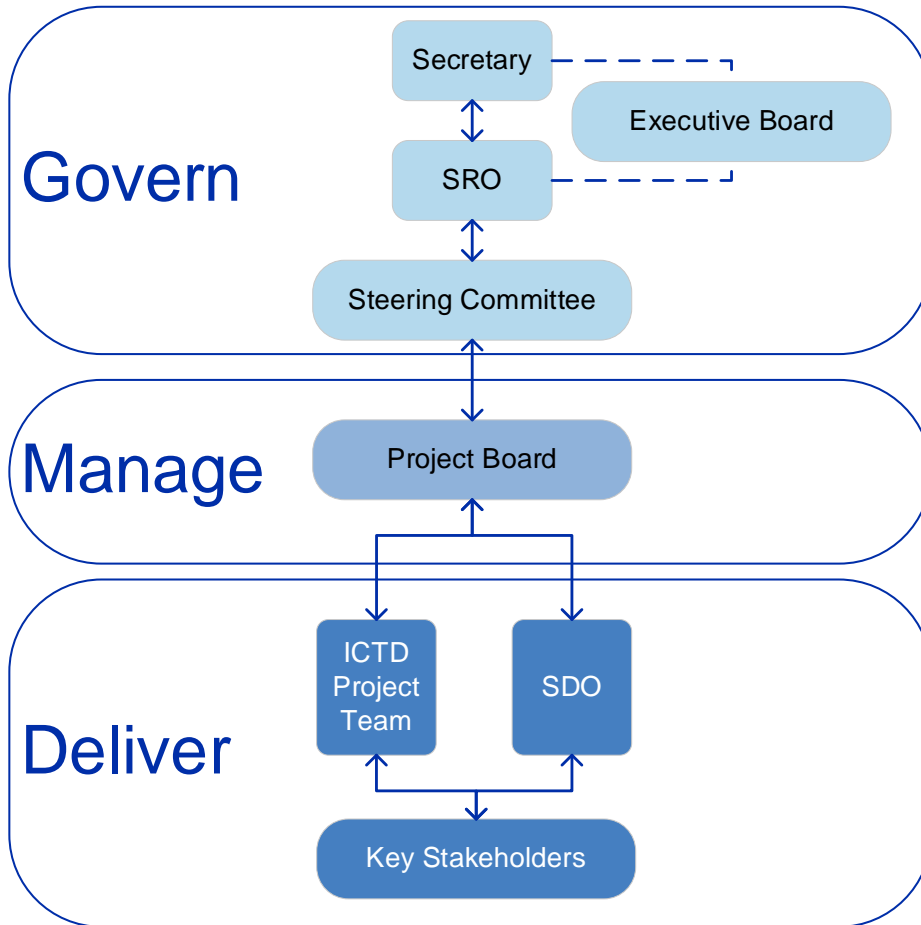 Govern
Secretary
Executive Board
SRO
Steering Committee
Manage
Project Board
Deliver
ICTD
Project
Team
SDO
Key Stakeholders